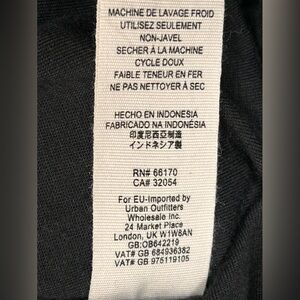 MACHINE DE LAVAGE FROID
UTILISEZ SEULEMENT
NON-JAVEL
SECHER À LA MACHINE
CYCLE DOUX
FAIBLE TENEUR EN FER
NE PAS NETTOYER À SEC
HECHO EN INDONESIA
FABRICADO NA INDONÉSIA
印度尼西亞制造
インドネシア製
RN# 66170
CA# 32054
For EU-Imported by
Urban Outfitters
Wholesale Inc.
24 Market Place
London, UK W1W8AN
GB:OB642219
VAT# GB 684936382
VAT# GB 975119105